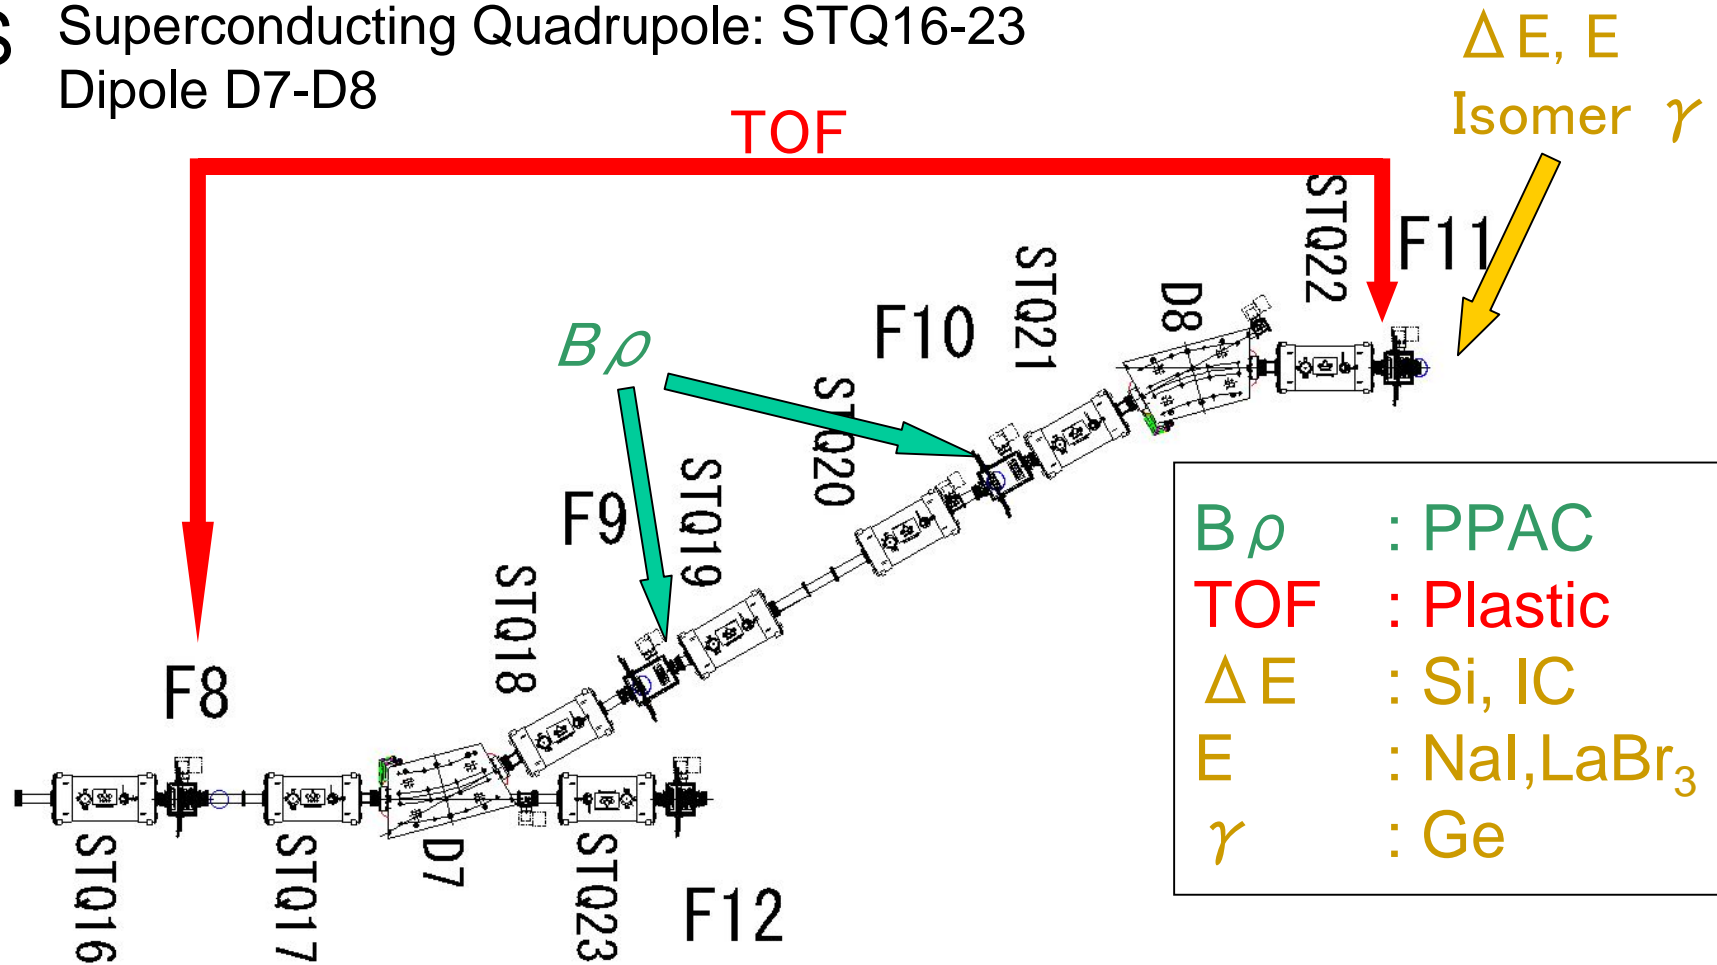 S
Superconducting Quadrupole: STQ16-23
Dipole D7-D8
ΔE, E
Isomer γ
TOF
STQ22
F11
STQ21
D8
F10
Bρ
STQ20
F9
STQ19
STQ18
F8
Bρ : PPAC
TOF : Plastic
ΔE : Si, IC
E : NaI,LaBr₃
γ : Ge
STQ16
STQ17
D7
STQ23
F12